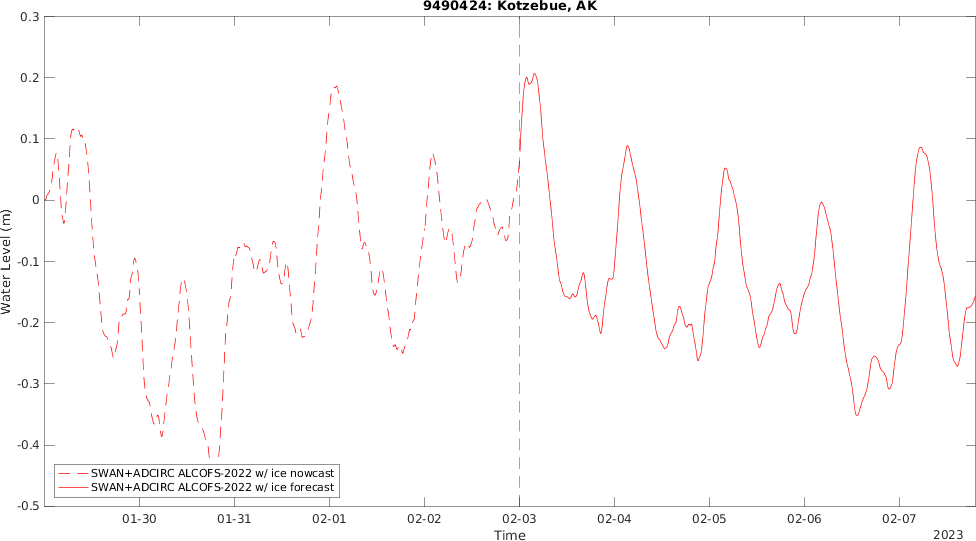 9490424: Kotzebue, AK
0.3
0.2
0.1
0
-0.1
-0.2
-0.3
-0.4
-0.5
Water Level (m)
SWAN+ADCIRC ALCOFS-2022 w/ ice nowcast
SWAN+ADCIRC ALCOFS-2022 w/ ice forecast
01-30 01-31 02-01 02-02 02-03 02-04 02-05 02-06 02-07
Time
2023